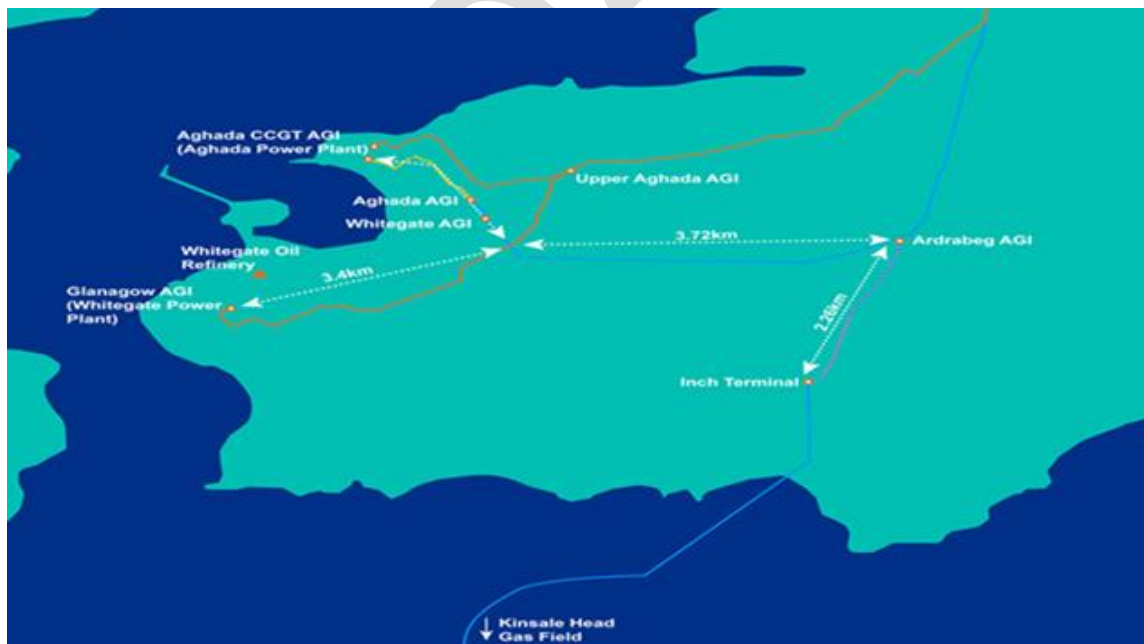 Aghada CCGT AGI
(Aghada Power Plant)
Upper Aghada AGI
Aghada AGI
Whitegate AGI
3.72km
Ardrabeg AGI
Whitegate Oil
Refinery
3.4km
Glanagow AGI
(Whitegate Power
Plant)
2.26km
Inch Terminal
Kinsale Head
Gas Field